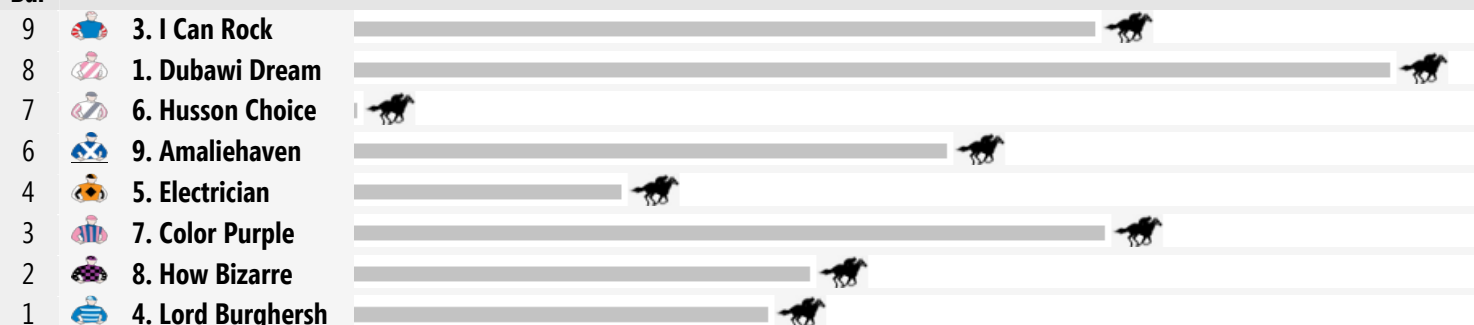 Bar
9 3. I Can Rock
8 1. Dubawi Dream
7 6. Husson Choice
6 9. Amaliehaven
4 5. Electrician
3 7. Color Purple
2 8. How Bizarre
1 4. Lord Burghersh